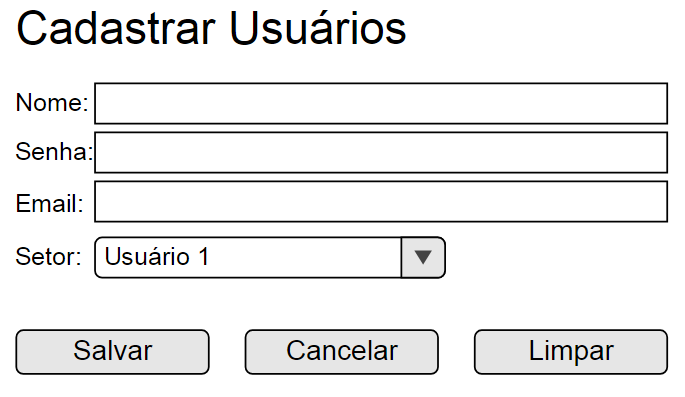 Cadastrar Usuários
Nome:
Senha:
Email:
Setor: Usuário 1
Salvar Cancelar Limpar